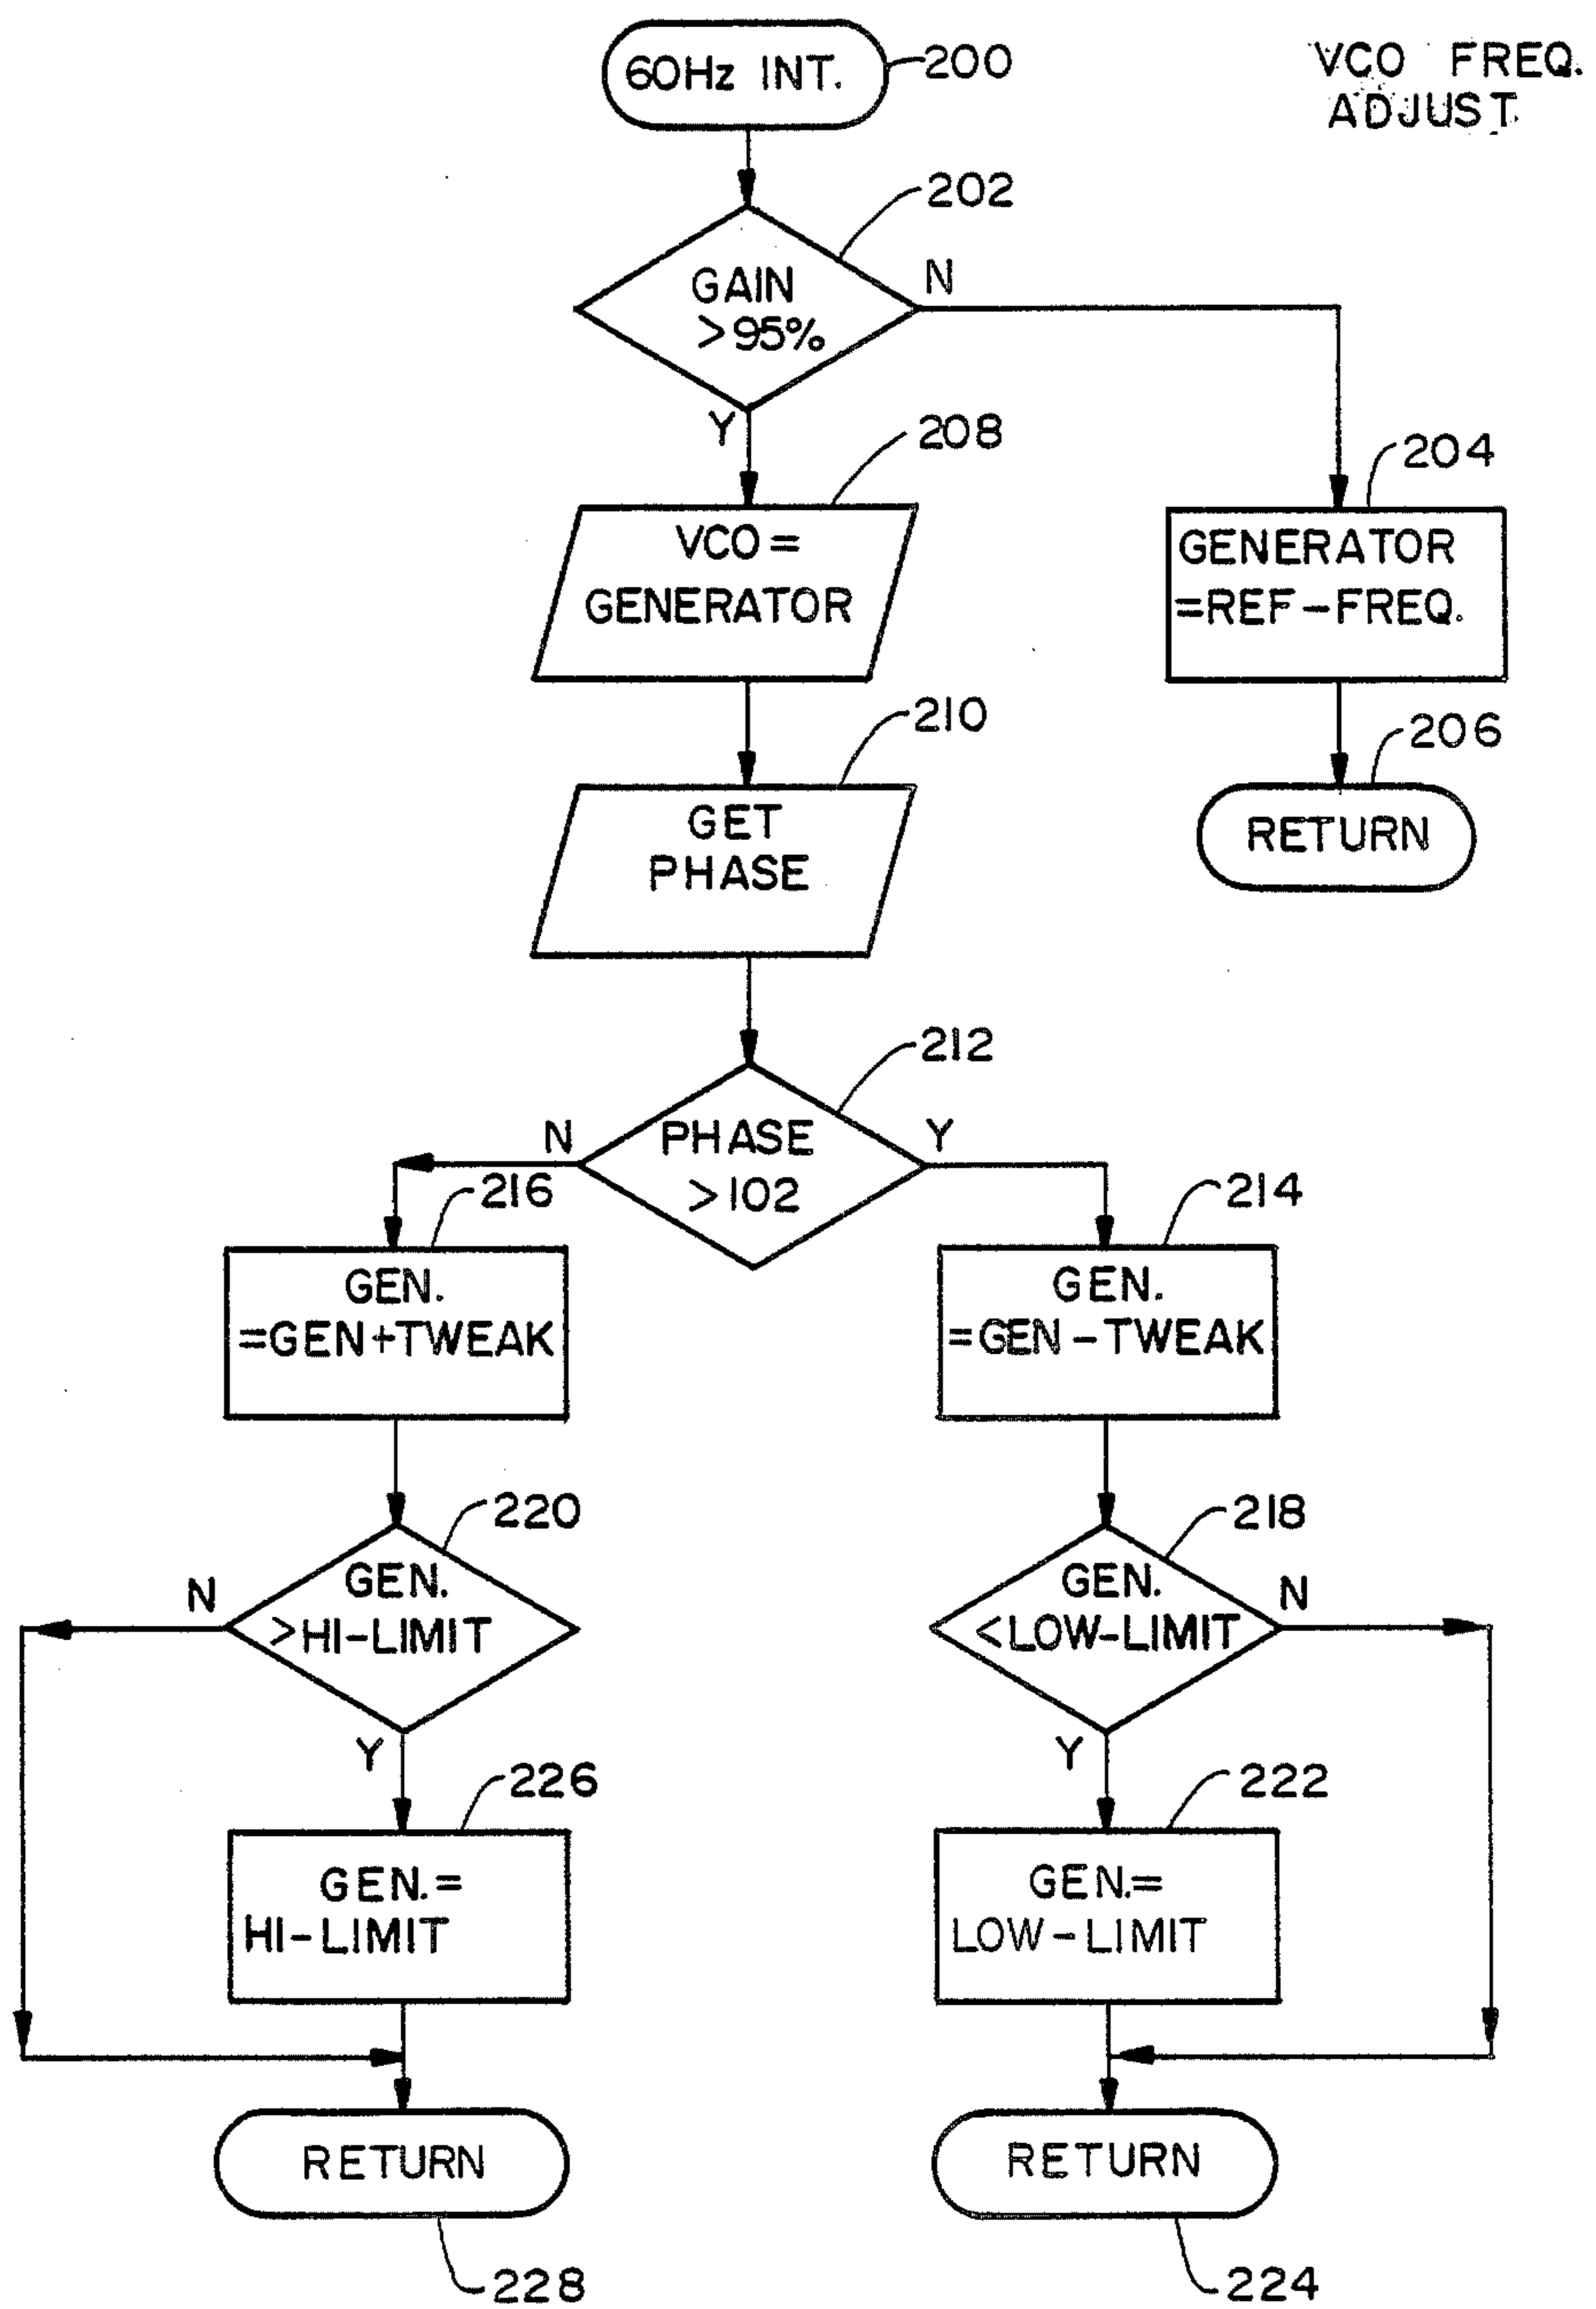 60Hz INT.
200
VCO FREQ.
ADJUST
202
GAIN
>95%
N
Y
208
VCO =
GENERATOR
204
GENERATOR
=REF-FREQ.
210
GET
PHASE
206
RETURN
212
PHASE
>102
N
Y
216
GEN.
=GEN+TWEAK
214
GEN.
=GEN-TWEAK
220
GEN.
>HI-LIMIT
N
Y
218
GEN.
<LOW-LIMIT
N
Y
226
GEN.=
HI-LIMIT
222
GEN.=
LOW-LIMIT
RETURN
228
RETURN
224